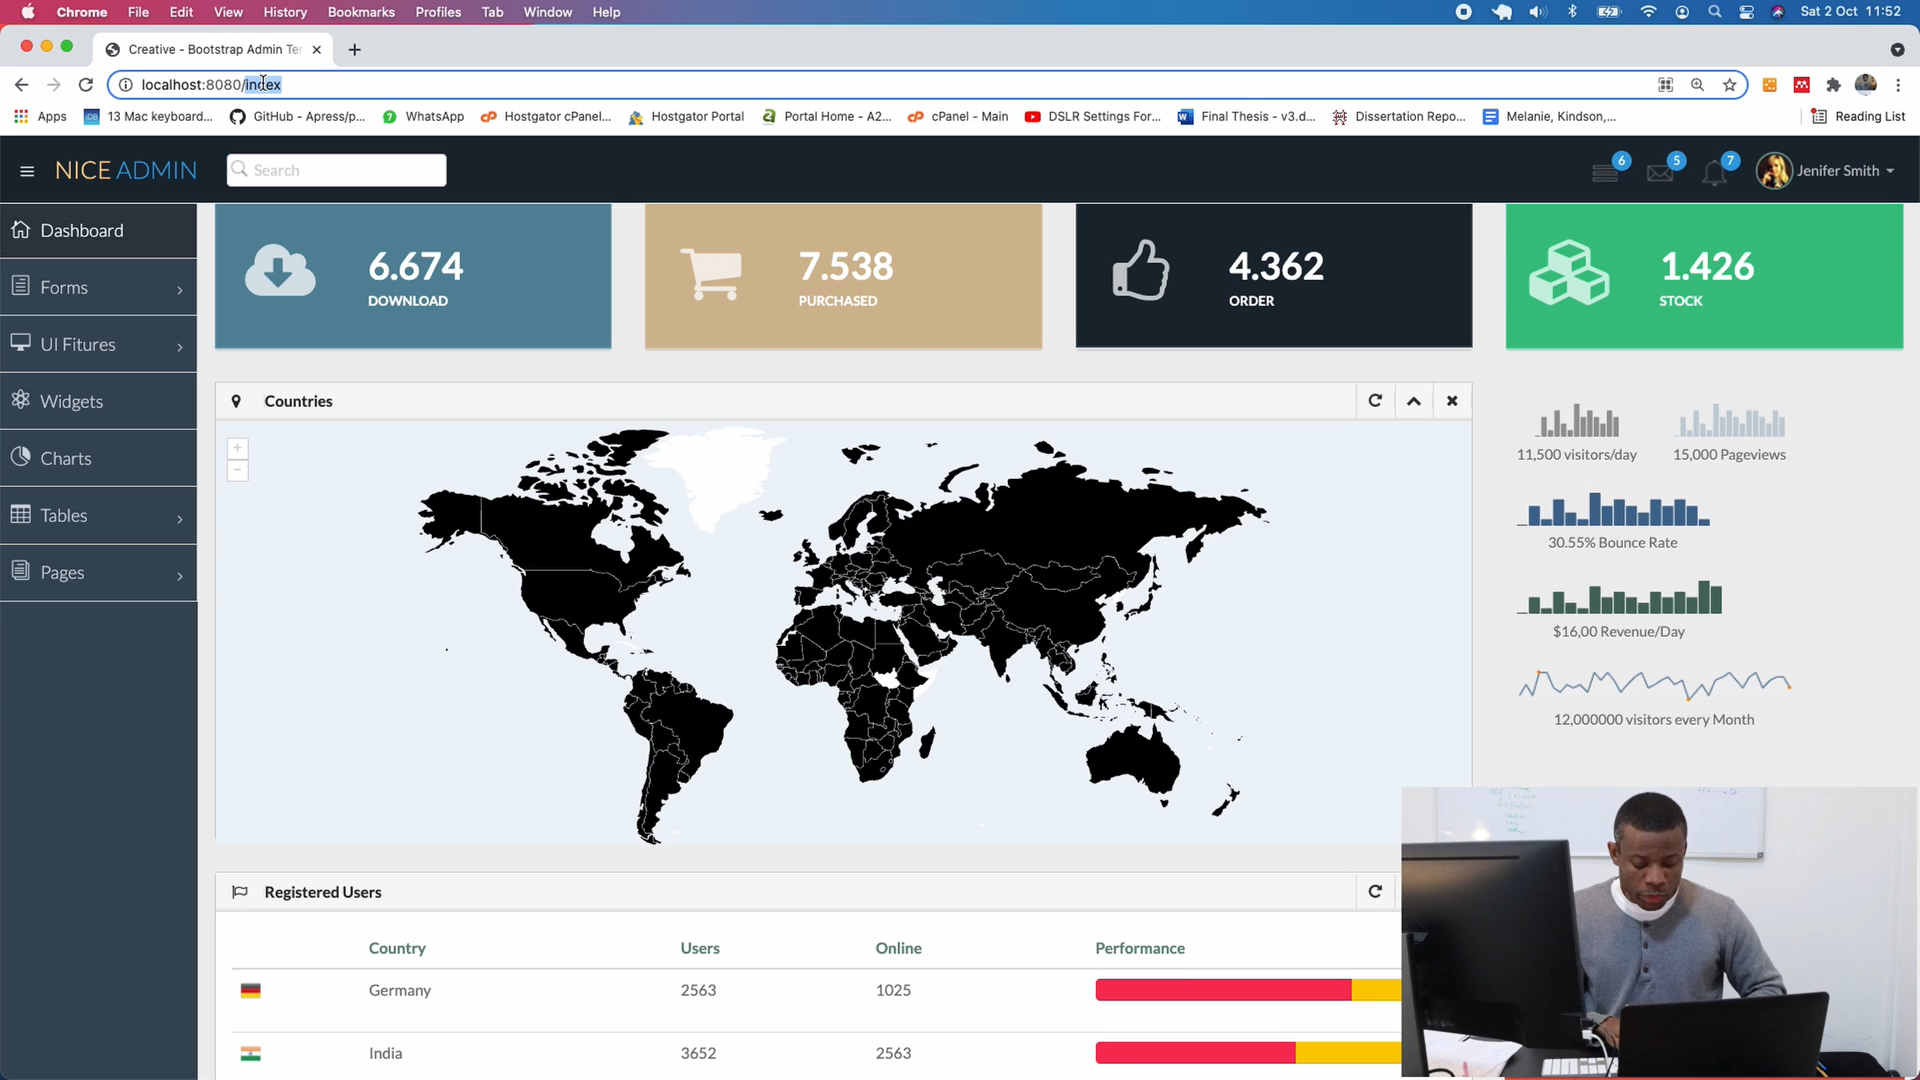 Chrome File Edit View History Bookmarks Profiles Tab Window Help Sat 2 Oct 11:52
Creative - Bootstrap Admin Ter
localhost:8080/index
Apps 13 Mac keyboard... GitHub - Apress/p... WhatsApp Hostgator cPanel... Hostgator Portal Portal Home - A2... cPanel - Main DSLR Settings For... Final Thesis - v3.d... Dissertation Repo... Melanie, Kindson,... Reading List
NICE ADMIN Search 6 5 7 Jenifer Smith
Dashboard
Forms
UI Fitures
Widgets
Charts
Tables
Pages
6.674
DOWNLOAD
7.538
PURCHASED
4.362
ORDER
1.426
STOCK
Countries
+
−
11,500 visitors/day
15,000 Pageviews
30.55% Bounce Rate
$16,00 Revenue/Day
12,000000 visitors every Month
Registered Users
Country Users Online Performance
Germany 2563 1025
India 3652 2563